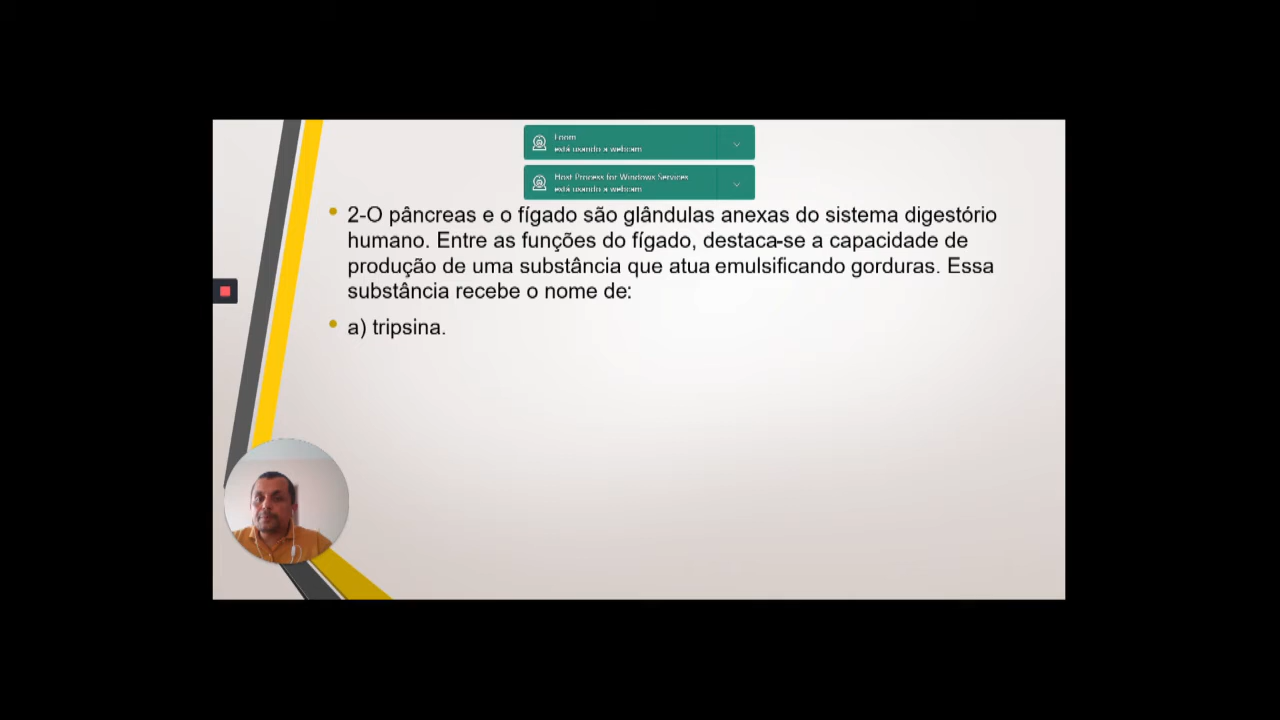 está usando a webcam
Host Process for Windows Services
está usando a webcam
2-O pâncreas e o fígado são glândulas anexas do sistema digestório
humano. Entre as funções do fígado, destaca-se a capacidade de
produção de uma substância que atua emulsificando gorduras. Essa
substância recebe o nome de:
a) tripsina.